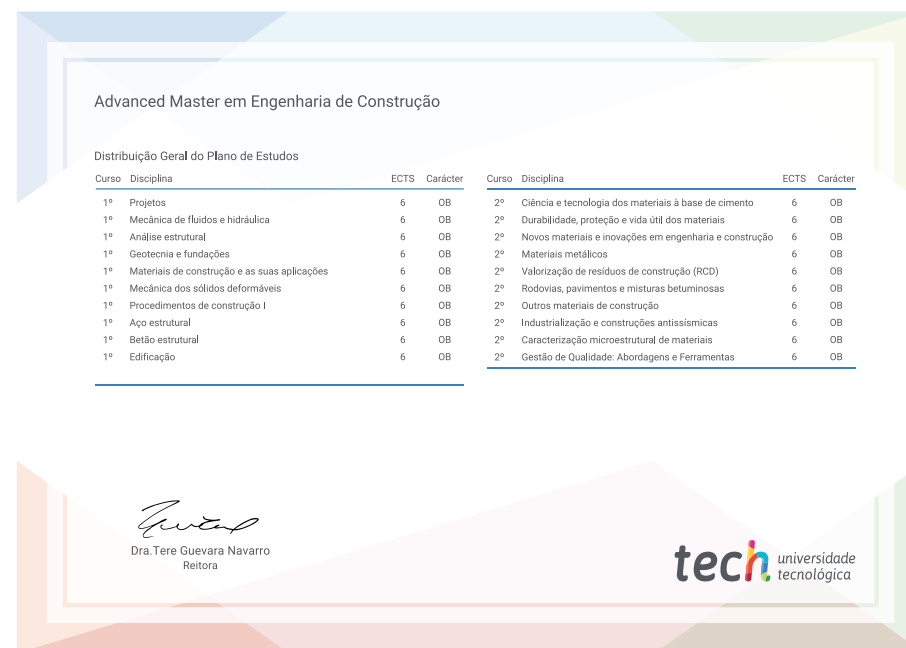 Advanced Master em Engenharia de Construção
Distribuição Geral do Plano de Estudos
Curso Disciplina ECTS Carácter
1º Projetos 6 OB
1º Mecânica de fluidos e hidráulica 6 OB
1º Análise estrutural 6 OB
1º Geotecnia e fundações 6 OB
1º Materiais de construção e as suas aplicações 6 OB
1º Mecânica dos sólidos deformáveis 6 OB
1º Procedimentos de construção I 6 OB
1º Aço estrutural 6 OB
1º Betão estrutural 6 OB
1º Edificação 6 OB
Curso Disciplina ECTS Carácter
2º Ciência e tecnologia dos materiais à base de cimento 6 OB
2º Durabilidade, proteção e vida útil dos materiais 6 OB
2º Novos materiais e inovações em engenharia e construção 6 OB
2º Materiais metálicos 6 OB
2º Valorização de resíduos de construção (RCD) 6 OB
2º Rodovias, pavimentos e misturas betuminosas 6 OB
2º Outros materiais de construção 6 OB
2º Industrialização e construções antissísmicas 6 OB
2º Caracterização microestrutural de materiais 6 OB
2º Gestão de Qualidade: Abordagens e Ferramentas 6 OB
Dra.Tere Guevara Navarro
Reitora
tech universidade
tecnológica